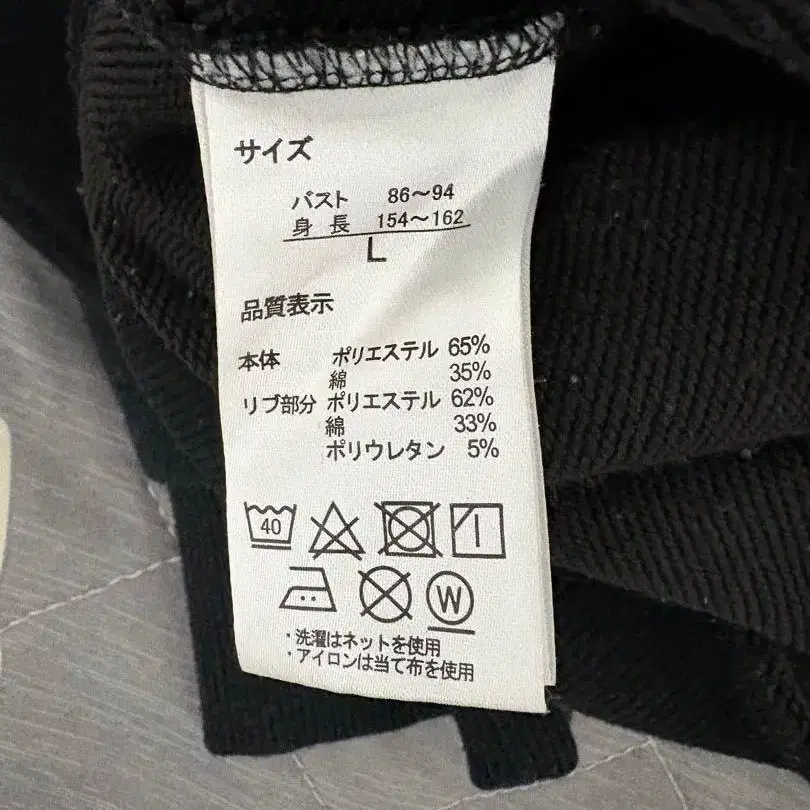 サイズ
バスト 86～94
身長 154～162
L
品質表示
本体 ポリエステル 65%
綿 35%
リブ部分 ポリエステル 62%
綿 33%
ポリウレタン 5%
40
W
・洗濯はネットを使用
・アイロンは当て布を使用